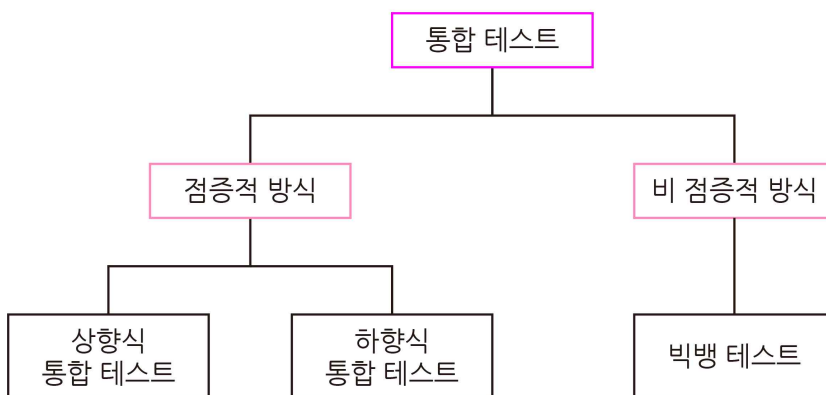 통합 테스트
점증적 방식
비 점증적 방식
상향식
통합 테스트
하향식
통합 테스트
빅뱅 테스트